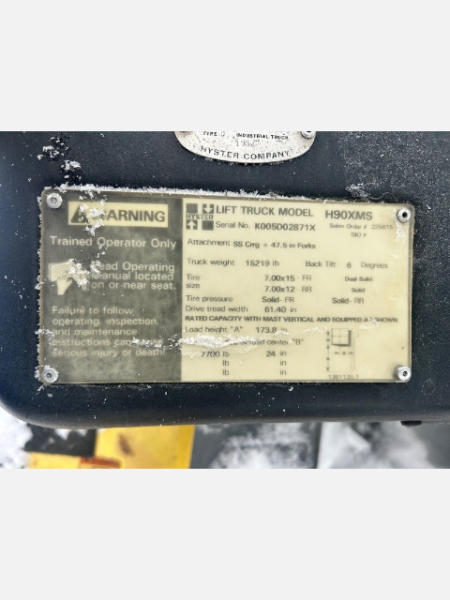 TYPE INDUSTRIAL TRUCK
HYSTER COMPANY
WARNING
Trained Operator Only
Read Operating
Manual located
on or near seat.
Failure to follow
operating, inspection,
and maintenance
instructions can cause
serious injury or death
HYSTER
LIFT TRUCK MODEL H90XMS
Serial No. K005D02871X Sales Order #
SKI #
Attachment SS Crrg + 47.5 in Forks
Truck weight 15219 lb Back Tilt 6 Degrees
Tire 7.00x15 - FR Dual Solid
size 7.00x12 - RR Solid
Tire pressure Solid- FR Solid- RR
Drive tread width 61.40 in
RATED CAPACITY WITH MAST VERTICAL AND EQUIPPED AS SHOWN
Load height "A" 173.8 in
center "B"
7700 lb 24 in
lb in
lb in